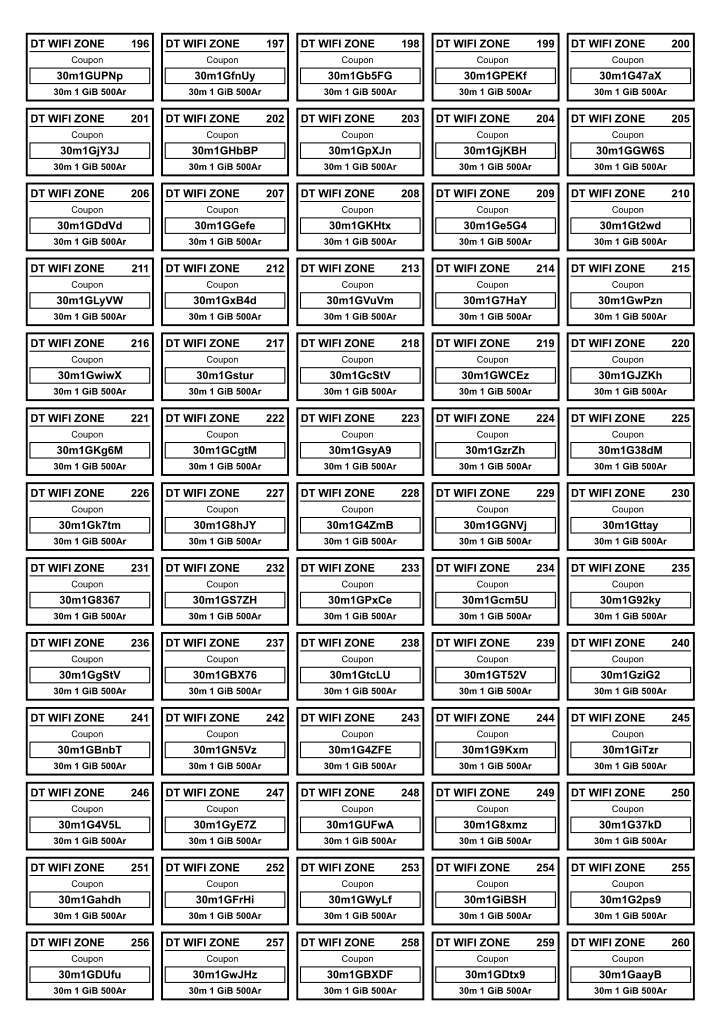 DT WIFI ZONE 196
Coupon
30m1GUPNp
30m 1 GiB 500Ar
DT WIFI ZONE 197
Coupon
30m1GfnUy
30m 1 GiB 500Ar
DT WIFI ZONE 198
Coupon
30m1Gb5FG
30m 1 GiB 500Ar
DT WIFI ZONE 199
Coupon
30m1GPEKf
30m 1 GiB 500Ar
DT WIFI ZONE 200
Coupon
30m1G47aX
30m 1 GiB 500Ar
DT WIFI ZONE 201
Coupon
30m1GjY3J
30m 1 GiB 500Ar
DT WIFI ZONE 202
Coupon
30m1GHbBP
30m 1 GiB 500Ar
DT WIFI ZONE 203
Coupon
30m1GpXJn
30m 1 GiB 500Ar
DT WIFI ZONE 204
Coupon
30m1GjKBH
30m 1 GiB 500Ar
DT WIFI ZONE 205
Coupon
30m1GGW6S
30m 1 GiB 500Ar
DT WIFI ZONE 206
Coupon
30m1GDdVd
30m 1 GiB 500Ar
DT WIFI ZONE 207
Coupon
30m1GGefe
30m 1 GiB 500Ar
DT WIFI ZONE 208
Coupon
30m1GKHtx
30m 1 GiB 500Ar
DT WIFI ZONE 209
Coupon
30m1Ge5G4
30m 1 GiB 500Ar
DT WIFI ZONE 210
Coupon
30m1Gt2wd
30m 1 GiB 500Ar
DT WIFI ZONE 211
Coupon
30m1GLyVW
30m 1 GiB 500Ar
DT WIFI ZONE 212
Coupon
30m1GxB4d
30m 1 GiB 500Ar
DT WIFI ZONE 213
Coupon
30m1GVuVm
30m 1 GiB 500Ar
DT WIFI ZONE 214
Coupon
30m1G7HaY
30m 1 GiB 500Ar
DT WIFI ZONE 215
Coupon
30m1GwPzn
30m 1 GiB 500Ar
DT WIFI ZONE 216
Coupon
30m1GwiwX
30m 1 GiB 500Ar
DT WIFI ZONE 217
Coupon
30m1Gstur
30m 1 GiB 500Ar
DT WIFI ZONE 218
Coupon
30m1GcStV
30m 1 GiB 500Ar
DT WIFI ZONE 219
Coupon
30m1GWCEz
30m 1 GiB 500Ar
DT WIFI ZONE 220
Coupon
30m1GJZKh
30m 1 GiB 500Ar
DT WIFI ZONE 221
Coupon
30m1GKg6M
30m 1 GiB 500Ar
DT WIFI ZONE 222
Coupon
30m1GCgtM
30m 1 GiB 500Ar
DT WIFI ZONE 223
Coupon
30m1GsyA9
30m 1 GiB 500Ar
DT WIFI ZONE 224
Coupon
30m1GzrZh
30m 1 GiB 500Ar
DT WIFI ZONE 225
Coupon
30m1G38dM
30m 1 GiB 500Ar
DT WIFI ZONE 226
Coupon
30m1Gk7tm
30m 1 GiB 500Ar
DT WIFI ZONE 227
Coupon
30m1G8hJY
30m 1 GiB 500Ar
DT WIFI ZONE 228
Coupon
30m1G4ZmB
30m 1 GiB 500Ar
DT WIFI ZONE 229
Coupon
30m1GGNVj
30m 1 GiB 500Ar
DT WIFI ZONE 230
Coupon
30m1Gttay
30m 1 GiB 500Ar
DT WIFI ZONE 231
Coupon
30m1G8367
30m 1 GiB 500Ar
DT WIFI ZONE 232
Coupon
30m1GS7ZH
30m 1 GiB 500Ar
DT WIFI ZONE 233
Coupon
30m1GPxCe
30m 1 GiB 500Ar
DT WIFI ZONE 234
Coupon
30m1Gcm5U
30m 1 GiB 500Ar
DT WIFI ZONE 235
Coupon
30m1G92ky
30m 1 GiB 500Ar
DT WIFI ZONE 236
Coupon
30m1GgStV
30m 1 GiB 500Ar
DT WIFI ZONE 237
Coupon
30m1GBX76
30m 1 GiB 500Ar
DT WIFI ZONE 238
Coupon
30m1GtcLU
30m 1 GiB 500Ar
DT WIFI ZONE 239
Coupon
30m1GT52V
30m 1 GiB 500Ar
DT WIFI ZONE 240
Coupon
30m1GziG2
30m 1 GiB 500Ar
DT WIFI ZONE 241
Coupon
30m1GBnbT
30m 1 GiB 500Ar
DT WIFI ZONE 242
Coupon
30m1GN5Vz
30m 1 GiB 500Ar
DT WIFI ZONE 243
Coupon
30m1G4ZFE
30m 1 GiB 500Ar
DT WIFI ZONE 244
Coupon
30m1G9Kxm
30m 1 GiB 500Ar
DT WIFI ZONE 245
Coupon
30m1GiTzr
30m 1 GiB 500Ar
DT WIFI ZONE 246
Coupon
30m1G4V5L
30m 1 GiB 500Ar
DT WIFI ZONE 247
Coupon
30m1GyE7Z
30m 1 GiB 500Ar
DT WIFI ZONE 248
Coupon
30m1GUFwA
30m 1 GiB 500Ar
DT WIFI ZONE 249
Coupon
30m1G8xmz
30m 1 GiB 500Ar
DT WIFI ZONE 250
Coupon
30m1G37kD
30m 1 GiB 500Ar
DT WIFI ZONE 251
Coupon
30m1Gahdh
30m 1 GiB 500Ar
DT WIFI ZONE 252
Coupon
30m1GFrHi
30m 1 GiB 500Ar
DT WIFI ZONE 253
Coupon
30m1GWyLf
30m 1 GiB 500Ar
DT WIFI ZONE 254
Coupon
30m1GiBSH
30m 1 GiB 500Ar
DT WIFI ZONE 255
Coupon
30m1G2ps9
30m 1 GiB 500Ar
DT WIFI ZONE 256
Coupon
30m1GDUfu
30m 1 GiB 500Ar
DT WIFI ZONE 257
Coupon
30m1GwJHz
30m 1 GiB 500Ar
DT WIFI ZONE 258
Coupon
30m1GBXDF
30m 1 GiB 500Ar
DT WIFI ZONE 259
Coupon
30m1GDtx9
30m 1 GiB 500Ar
DT WIFI ZONE 260
Coupon
30m1GaayB
30m 1 GiB 500Ar